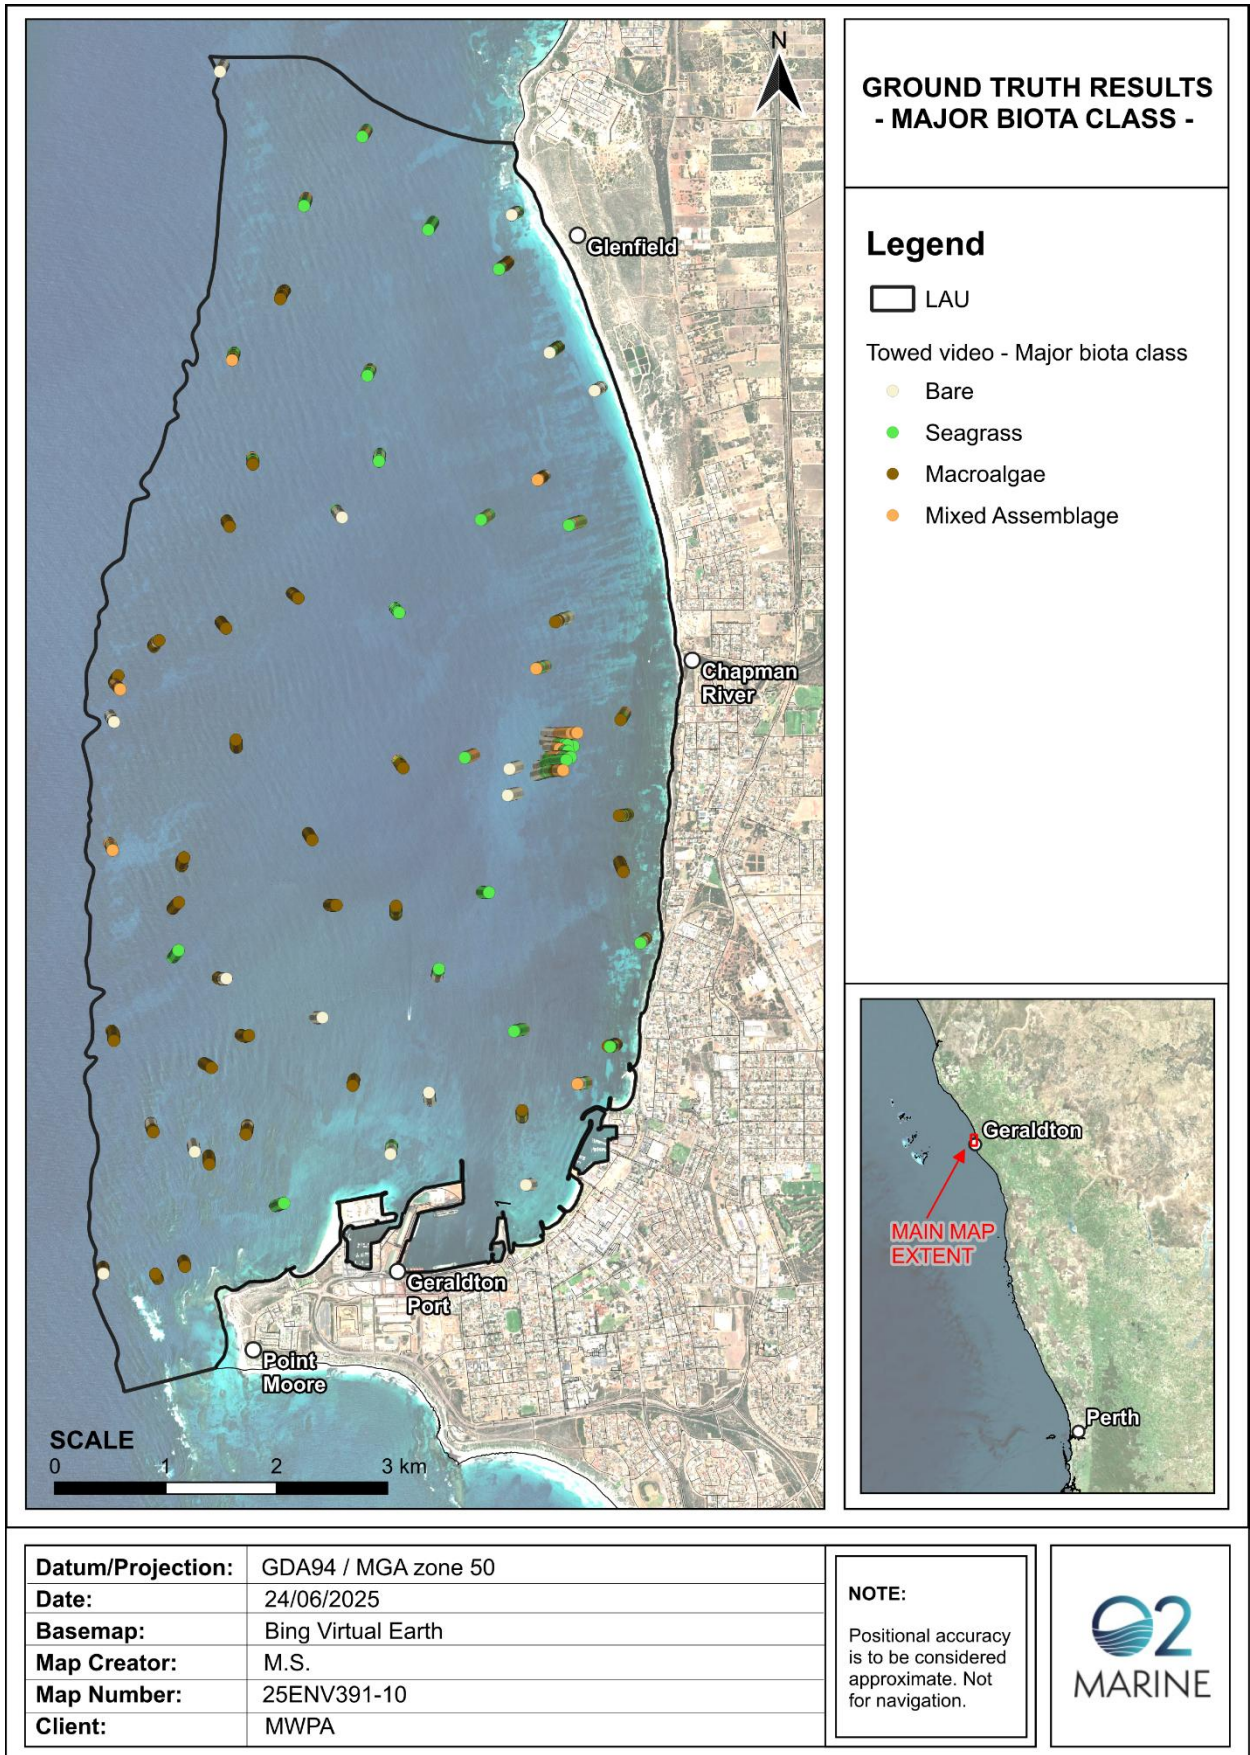 N
GROUND TRUTH RESULTS
- MAJOR BIOTA CLASS -
Legend
LAU
Towed video - Major biota class
Bare
Seagrass
Macroalgae
Mixed Assemblage
Glenfield
Chapman
River
Geraldton
Port
Point
Moore
SCALE
0 1 2 3 km
Geraldton
MAIN MAP
EXTENT
Perth
Datum/Projection: GDA94 / MGA zone 50
Date: 24/06/2025
Basemap: Bing Virtual Earth
Map Creator: M.S.
Map Number: 25ENV391-10
Client: MWPA
NOTE:
Positional accuracy
is to be considered
approximate. Not
for navigation.
O2
MARINE